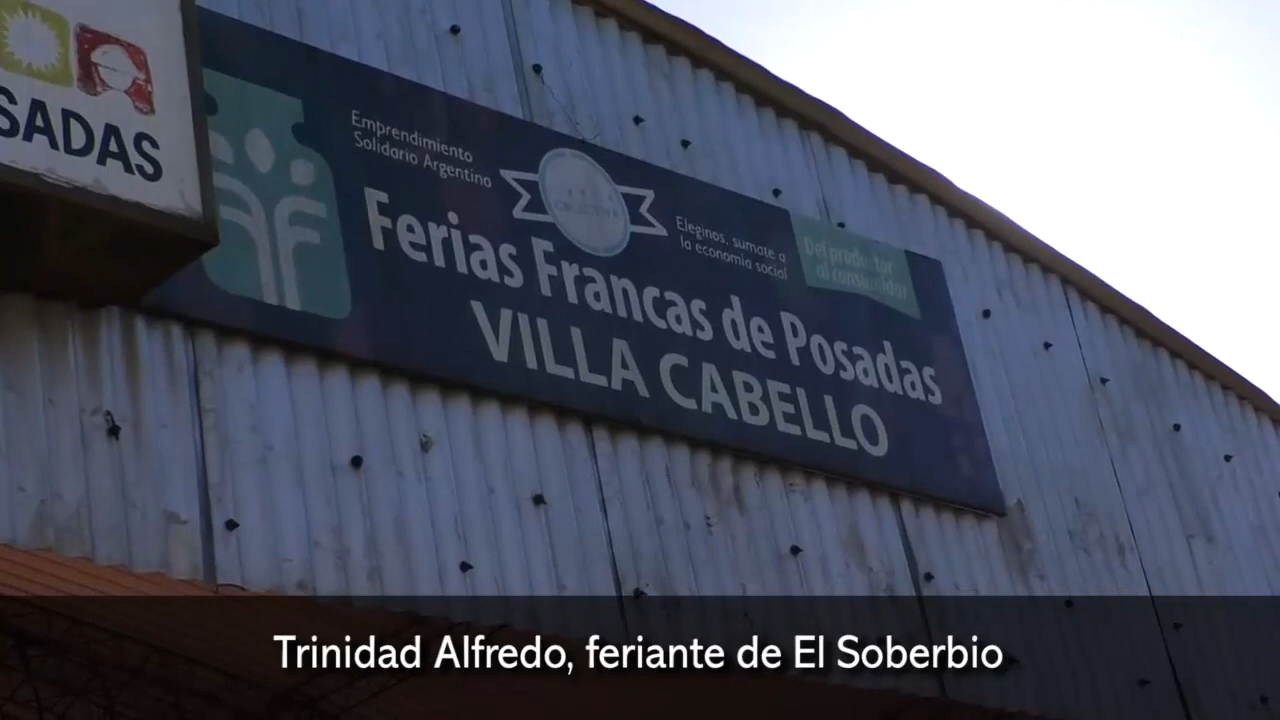 SADAS
Emprendimiento
Solidario Argentino
Eleginos, sumate a
la economía social
Del productor
al consumidor
Ferias Francas de Posadas
VILLA CABELLO
Trinidad Alfredo, feriante de El Soberbio